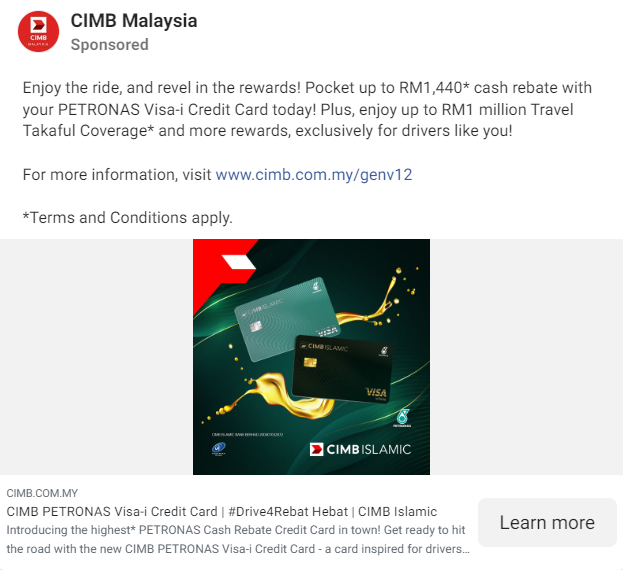 CIMB Malaysia
Sponsored
CIMB
Enjoy the ride, and revel in the rewards! Pocket up to RM1,440* cash rebate with
your PETRONAS Visa-i Credit Card today! Plus, enjoy up to RM1 million Travel
Takaful Coverage* and more rewards, exclusively for drivers like you!
For more information, visit www.cimb.com.my/genv12
*Terms and Conditions apply.
CIMB ISLAMIC
VISA
CIMB ISLAMIC
VISA
PETRONAS
CIMB ISLAMIC
CIMB.COM.MY
CIMB PETRONAS Visa-i Credit Card | #Drive4Rebat Hebat | CIMB Islamic
Introducing the highest* PETRONAS Cash Rebate Credit Card in town! Get ready to hit
the road with the new CIMB PETRONAS Visa-i Credit Card - a card inspired for drivers...
Learn more